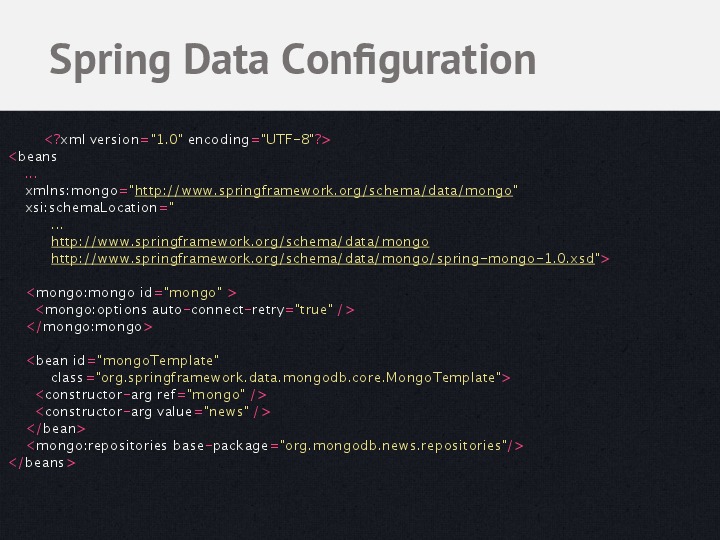 Spring Data Configuration
<?xml version="1.0" encoding="UTF-8"?>
<beans
...
xmlns:mongo="http://www.springframework.org/schema/data/mongo"
xsi:schemaLocation="
...
http://www.springframework.org/schema/data/mongo
http://www.springframework.org/schema/data/mongo/spring-mongo-1.0.xsd">
<mongo:mongo id="mongo" >
<mongo:options auto-connect-retry="true" />
</mongo:mongo>
<bean id="mongoTemplate"
class="org.springframework.data.mongodb.core.MongoTemplate">
<constructor-arg ref="mongo" />
<constructor-arg value="news" />
</bean>
<mongo:repositories base-package="org.mongodb.news.repositories"/>
</beans>